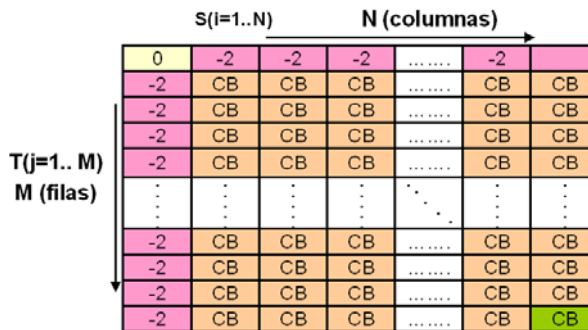 S(i=1..N) N (columnas)
0 -2 -2 -2 ....... -2
-2 CB CB CB ....... CB CB
-2 CB CB CB ....... CB CB
-2 CB CB CB ....... CB CB
T(j=1.. M) -2 CB CB CB ....... CB CB
M (filas)
-2 CB CB CB ....... CB CB
-2 CB CB CB ....... CB CB
-2 CB CB CB ....... CB CB
-2 CB CB CB ....... CB CB